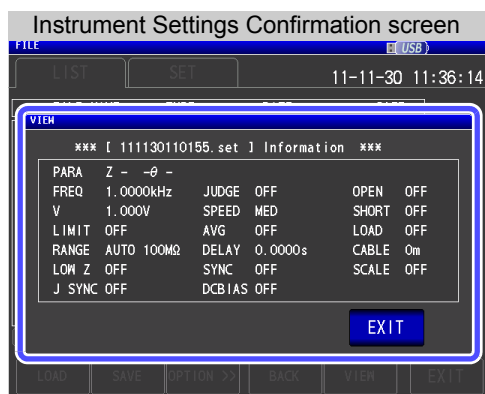 Instrument Settings Confirmation screen
FILE USB
LIST SET 11-11-30 11:36:14
VIEW
*** [ 111130110155.set ] Information ***
PARA Z - -θ -
FREQ 1.0000kHz JUDGE OFF OPEN OFF
V 1.000V SPEED MED SHORT OFF
LIMIT OFF AVG OFF LOAD OFF
RANGE AUTO 100MΩ DELAY 0.0000s CABLE 0m
LOW Z OFF SYNC OFF SCALE OFF
J SYNC OFF DCBIAS OFF
EXIT
LOAD SAVE OPTION >> BACK VIEW EXIT